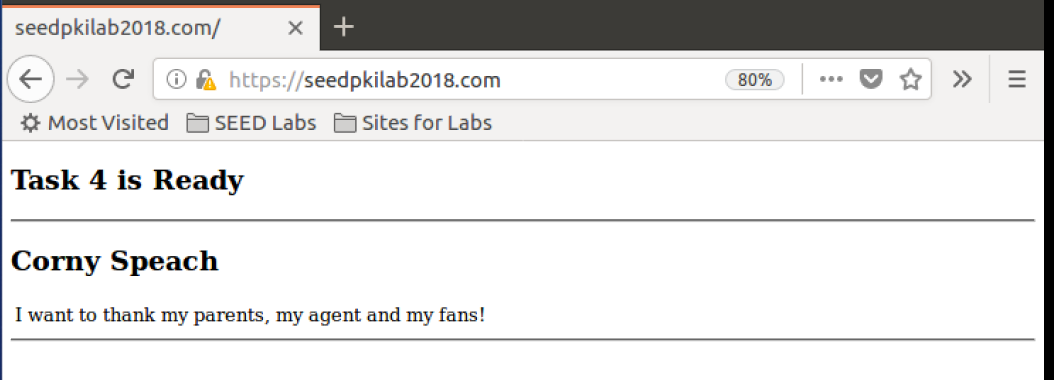 seedpkilab2018.com/
https://seedpkilab2018.com
80%
Most Visited SEED Labs Sites for Labs
Task 4 is Ready
Corny Speach
I want to thank my parents, my agent and my fans!